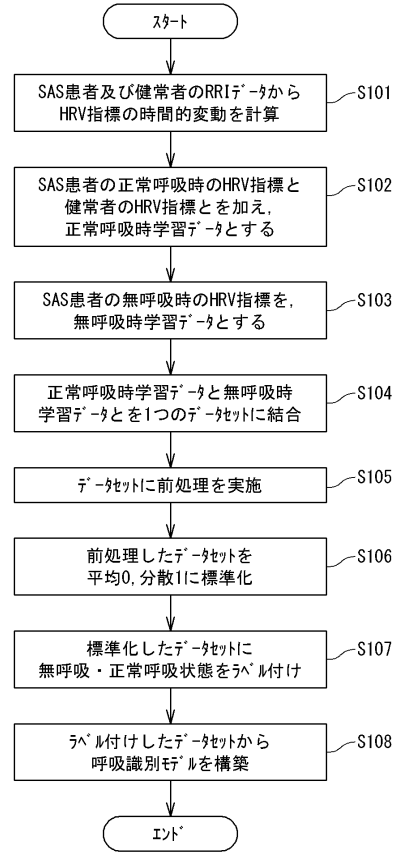 スタート
SAS患者及び健常者のRRIデータから
HRV指標の時間的変動を計算
S101
SAS患者の正常呼吸時のHRV指標と
健常者のHRV指標とを加え,
正常呼吸時学習データとする
S102
SAS患者の無呼吸時のHRV指標を,
無呼吸時学習データとする
S103
正常呼吸時学習データと無呼吸時
学習データとを1つのデータセットに結合
S104
データセットに前処理を実施
S105
前処理したデータセットを
平均0,分散1に標準化
S106
標準化したデータセットに
無呼吸・正常呼吸状態をラベル付け
S107
ラベル付けしたデータセットから
呼吸識別モデルを構築
S108
エンド